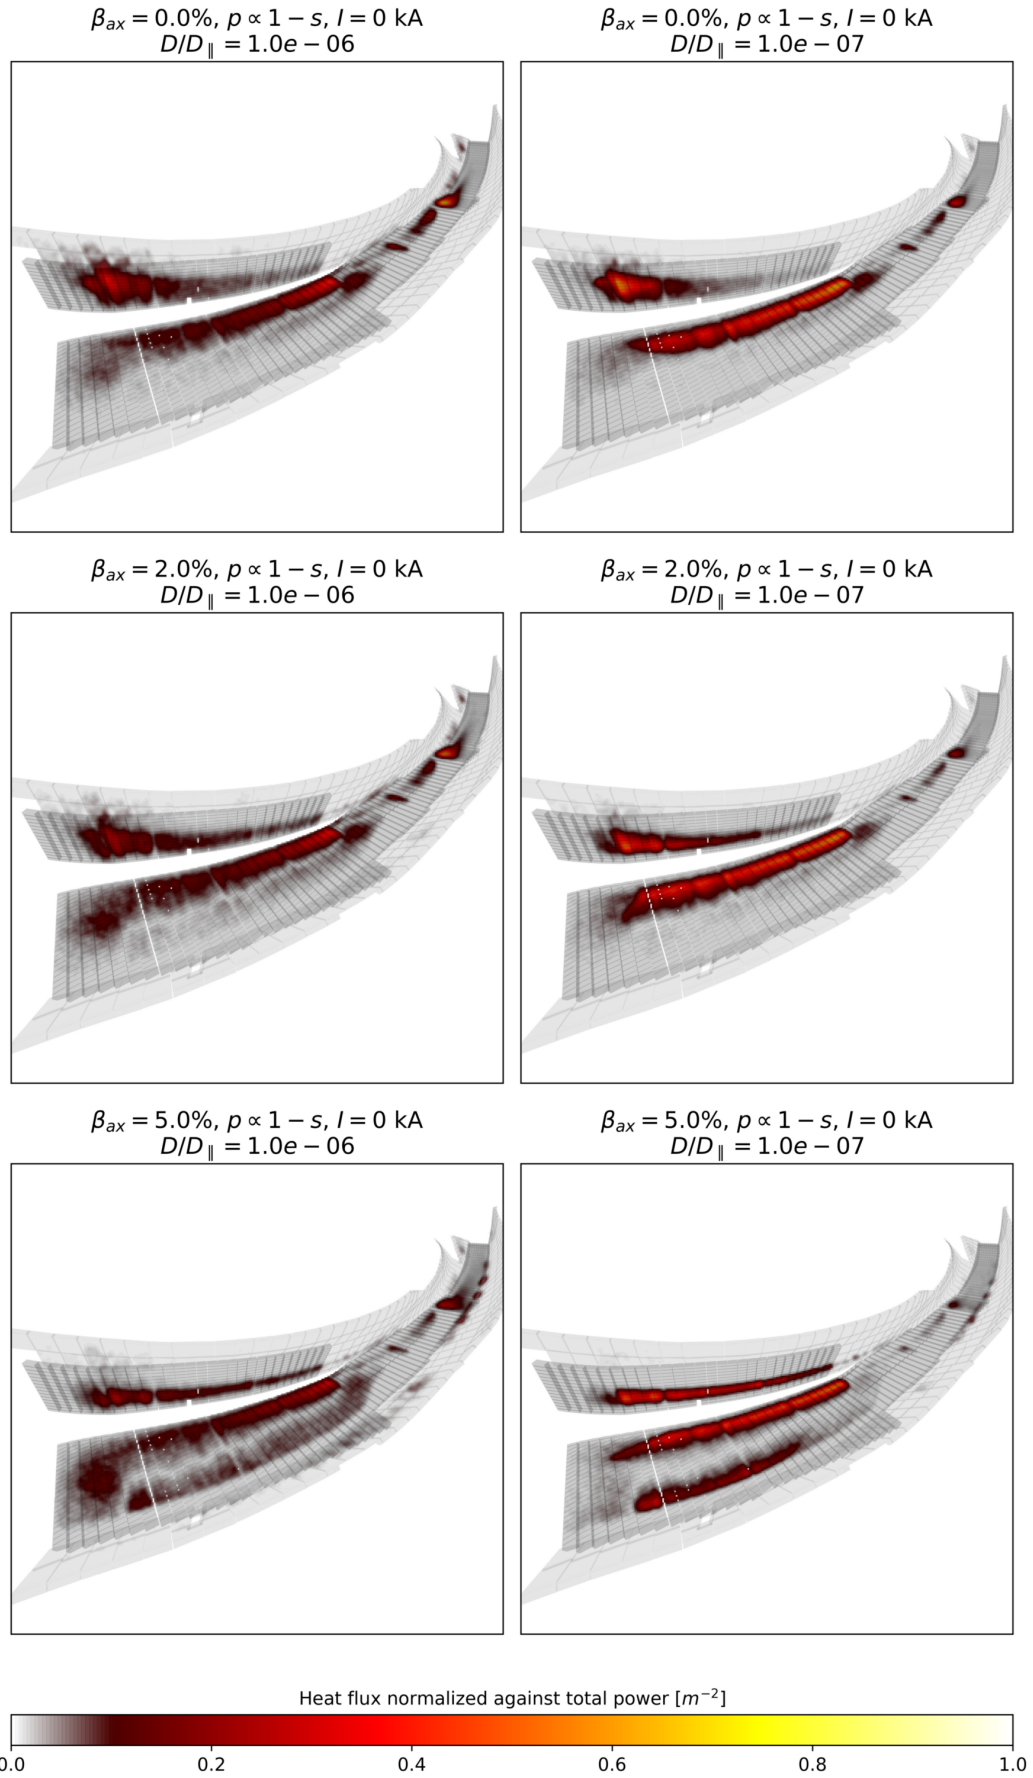 β_ax = 0.0%, p ∝ 1 − s, I = 0 kA
D/D_∥ = 1.0e − 06
β_ax = 0.0%, p ∝ 1 − s, I = 0 kA
D/D_∥ = 1.0e − 07
β_ax = 2.0%, p ∝ 1 − s, I = 0 kA
D/D_∥ = 1.0e − 06
β_ax = 2.0%, p ∝ 1 − s, I = 0 kA
D/D_∥ = 1.0e − 07
β_ax = 5.0%, p ∝ 1 − s, I = 0 kA
D/D_∥ = 1.0e − 06
β_ax = 5.0%, p ∝ 1 − s, I = 0 kA
D/D_∥ = 1.0e − 07
Heat flux normalized against total power [m⁻²]
0.0 0.2 0.4 0.6 0.8 1.0